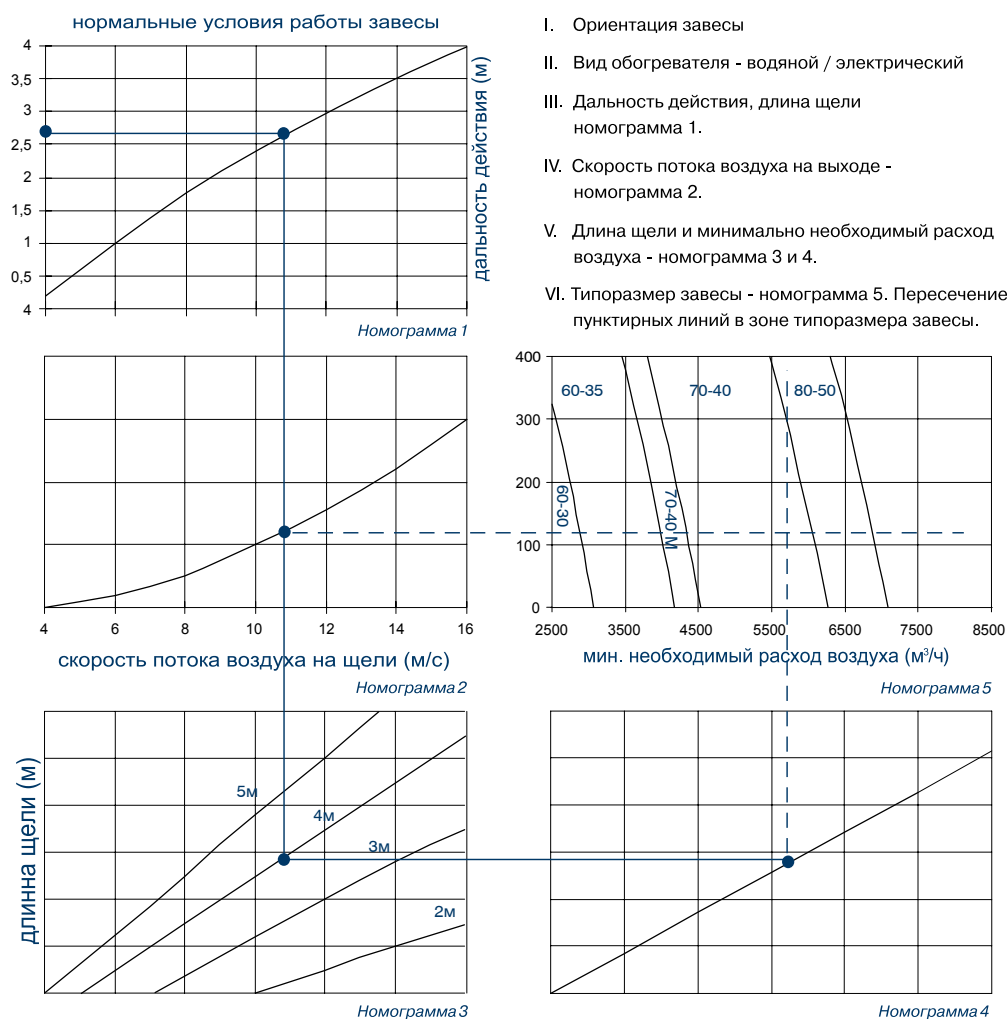 нормальные условия работы завесы
4
3,5
3
2,5
2
1,5
1
0,5
4
дальность действия (м)
Номограмма 1
I. Ориентация завесы
II. Вид обогревателя - водяной / электрический
III. Дальность действия, длина щели
номограмма 1.
IV. Скорость потока воздуха на выходе -
номограмма 2.
V. Длина щели и минимально необходимый расход
воздуха - номограмма 3 и 4.
VI. Типоразмер завесы - номограмма 5. Пересечение
пунктирных линий в зоне типоразмера завесы.
4 6 8 10 12 14 16
скорость потока воздуха на щели (м/с)
Номограмма 2
400
300
200
100
0
60-35 70-40 80-50
60-30
70-40 М
2500 3500 4500 5500 6500 7500 8500
мин. необходимый расход воздуха (м³/ч)
Номограмма 5
длинна щели (м)
5м
4м
3м
2м
Номограмма 3
Номограмма 4